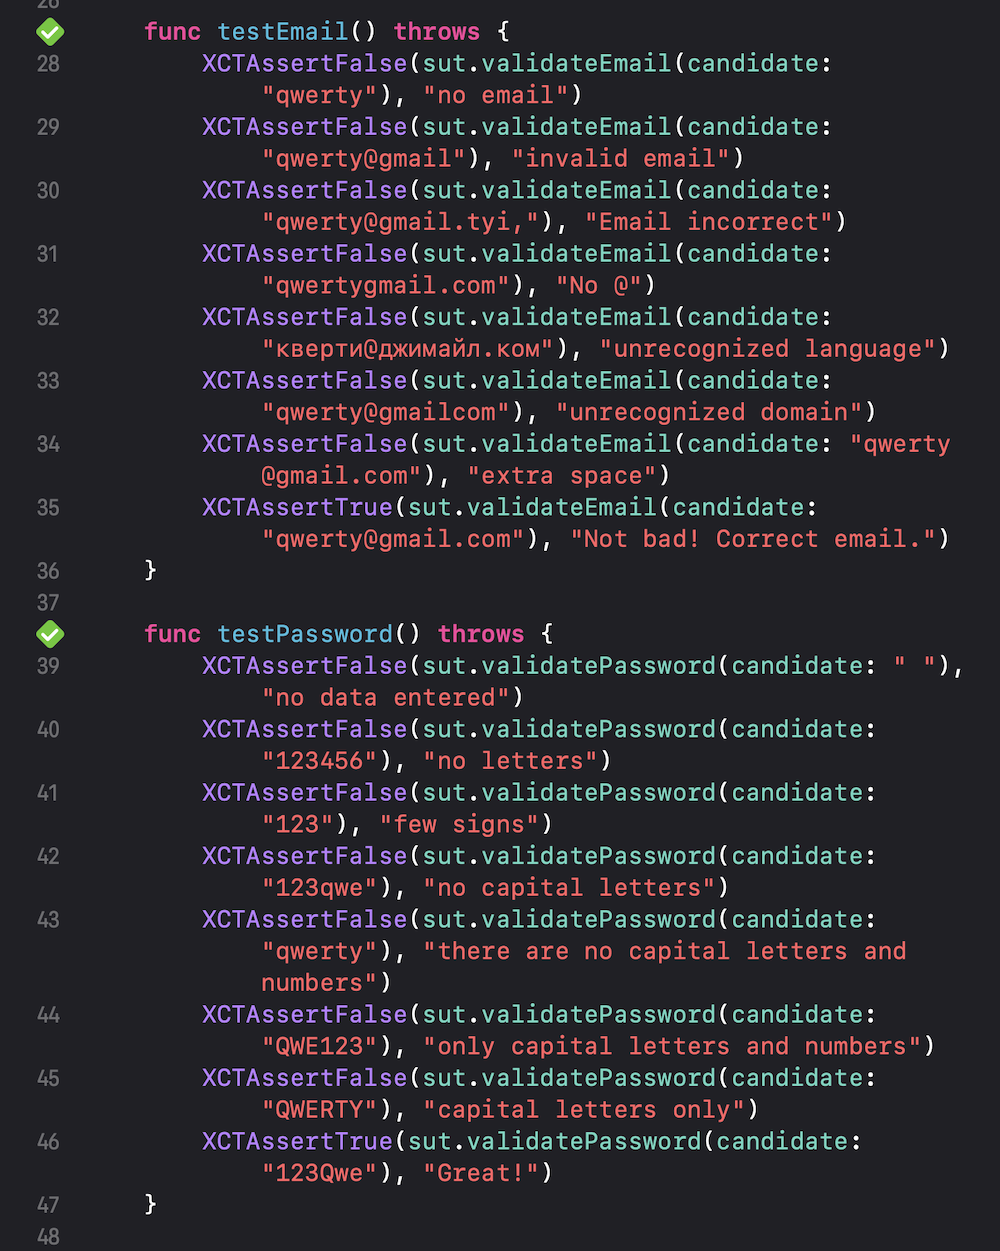 func testEmail() throws {
28 XCTAssertFalse(sut.validateEmail(candidate:
"qwerty"), "no email")
29 XCTAssertFalse(sut.validateEmail(candidate:
"qwerty@gmail"), "invalid email")
30 XCTAssertFalse(sut.validateEmail(candidate:
"qwerty@gmail.tyi,"), "Email incorrect")
31 XCTAssertFalse(sut.validateEmail(candidate:
"qwertygmail.com"), "No @")
32 XCTAssertFalse(sut.validateEmail(candidate:
"кверти@джимайл.ком"), "unrecognized language")
33 XCTAssertFalse(sut.validateEmail(candidate:
"qwerty@gmailcom"), "unrecognized domain")
34 XCTAssertFalse(sut.validateEmail(candidate: "qwerty
@gmail.com"), "extra space")
35 XCTAssertTrue(sut.validateEmail(candidate:
"qwerty@gmail.com"), "Not bad! Correct email.")
36 }
37
func testPassword() throws {
39 XCTAssertFalse(sut.validatePassword(candidate: " "),
"no data entered")
40 XCTAssertFalse(sut.validatePassword(candidate:
"123456"), "no letters")
41 XCTAssertFalse(sut.validatePassword(candidate:
"123"), "few signs")
42 XCTAssertFalse(sut.validatePassword(candidate:
"123qwe"), "no capital letters")
43 XCTAssertFalse(sut.validatePassword(candidate:
"qwerty"), "there are no capital letters and
numbers")
44 XCTAssertFalse(sut.validatePassword(candidate:
"QWE123"), "only capital letters and numbers")
45 XCTAssertFalse(sut.validatePassword(candidate:
"QWERTY"), "capital letters only")
46 XCTAssertTrue(sut.validatePassword(candidate:
"123Qwe"), "Great!")
47 }
48